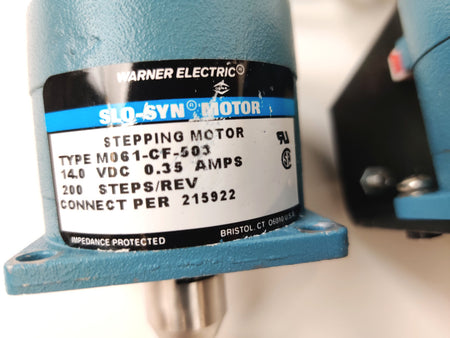 WARNER ELECTRIC®
SLO-SYN® MOTOR
STEPPING MOTOR
TYPE M061-CF-503
14.0 VDC 0.35 AMPS
200 STEPS/REV
CONNECT PER 215922
IMPEDANCE PROTECTED
BRISTOL, CT 06010 U.S.A.